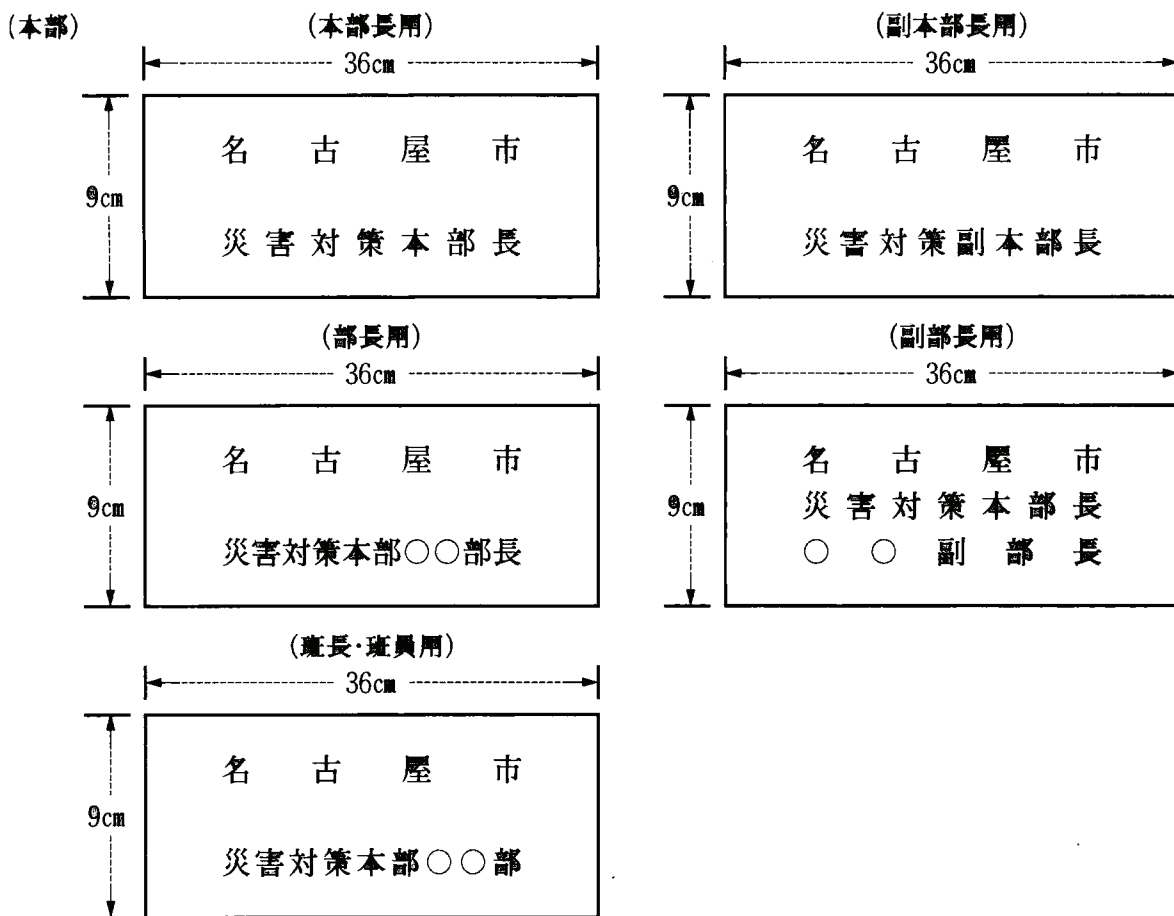 (本部)
(本部長用)
36cm
9cm
名古屋市
災害対策本部長
(副本部長用)
36cm
9cm
名古屋市
災害対策副本部長
(部長用)
36cm
9cm
名古屋市
災害対策本部○○部長
(副部長用)
36cm
9cm
名古屋市
災害対策本部長
○○副部長
(班長・班員用)
36cm
9cm
名古屋市
災害対策本部○○部